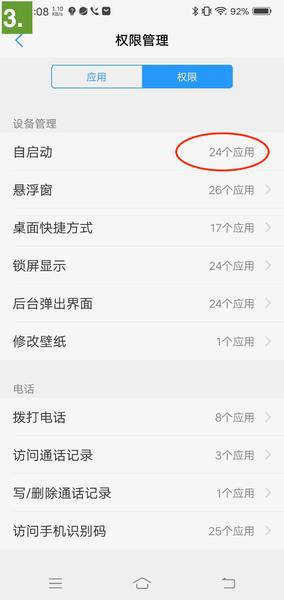 3.
:08 1.10 KB/s 92%
权限管理
应用 权限
设备管理
自启动 24个应用
悬浮窗 26个应用
桌面快捷方式 17个应用
锁屏显示 24个应用
后台弹出界面 24个应用
修改壁纸 1个应用
电话
拨打电话 8个应用
访问通话记录 3个应用
写/删除通话记录 1个应用
访问手机识别码 25个应用